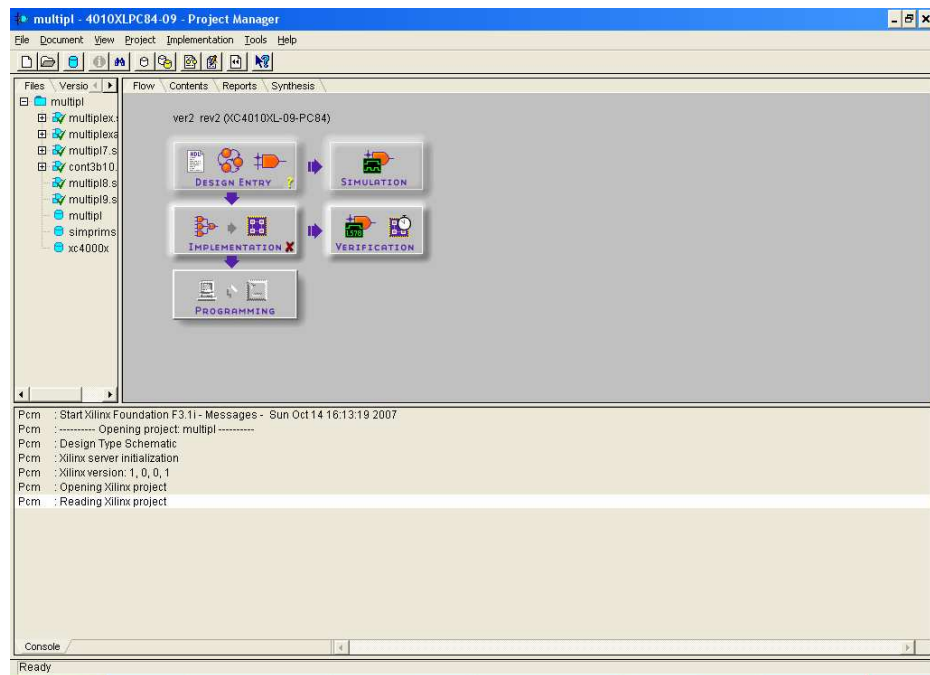 multipl - 4010XLPC84-09 - Project Manager
File Document View Project Implementation Tools Help
Files Versio Flow Contents Reports Synthesis
multipl
multiplex.s
multiplexa
multipl7.s
cont3b10.
multipl8.s
multipl9.s
multipl
simprims
xc4000x
ver2 rev2 (XC4010XL-09-PC84)
DESIGN ENTRY ?
SIMULATION
IMPLEMENTATION
VERIFICATION
PROGRAMMING
Pcm : Start Xilinx Foundation F3.1i - Messages - Sun Oct 14 16:13:19 2007
Pcm : ---------- Opening project: multipl ----------
Pcm : Design Type Schematic
Pcm : Xilinx server initialization
Pcm : Xilinx version: 1, 0, 0, 1
Pcm : Opening Xilinx project
Pcm : Reading Xilinx project
Console
Ready